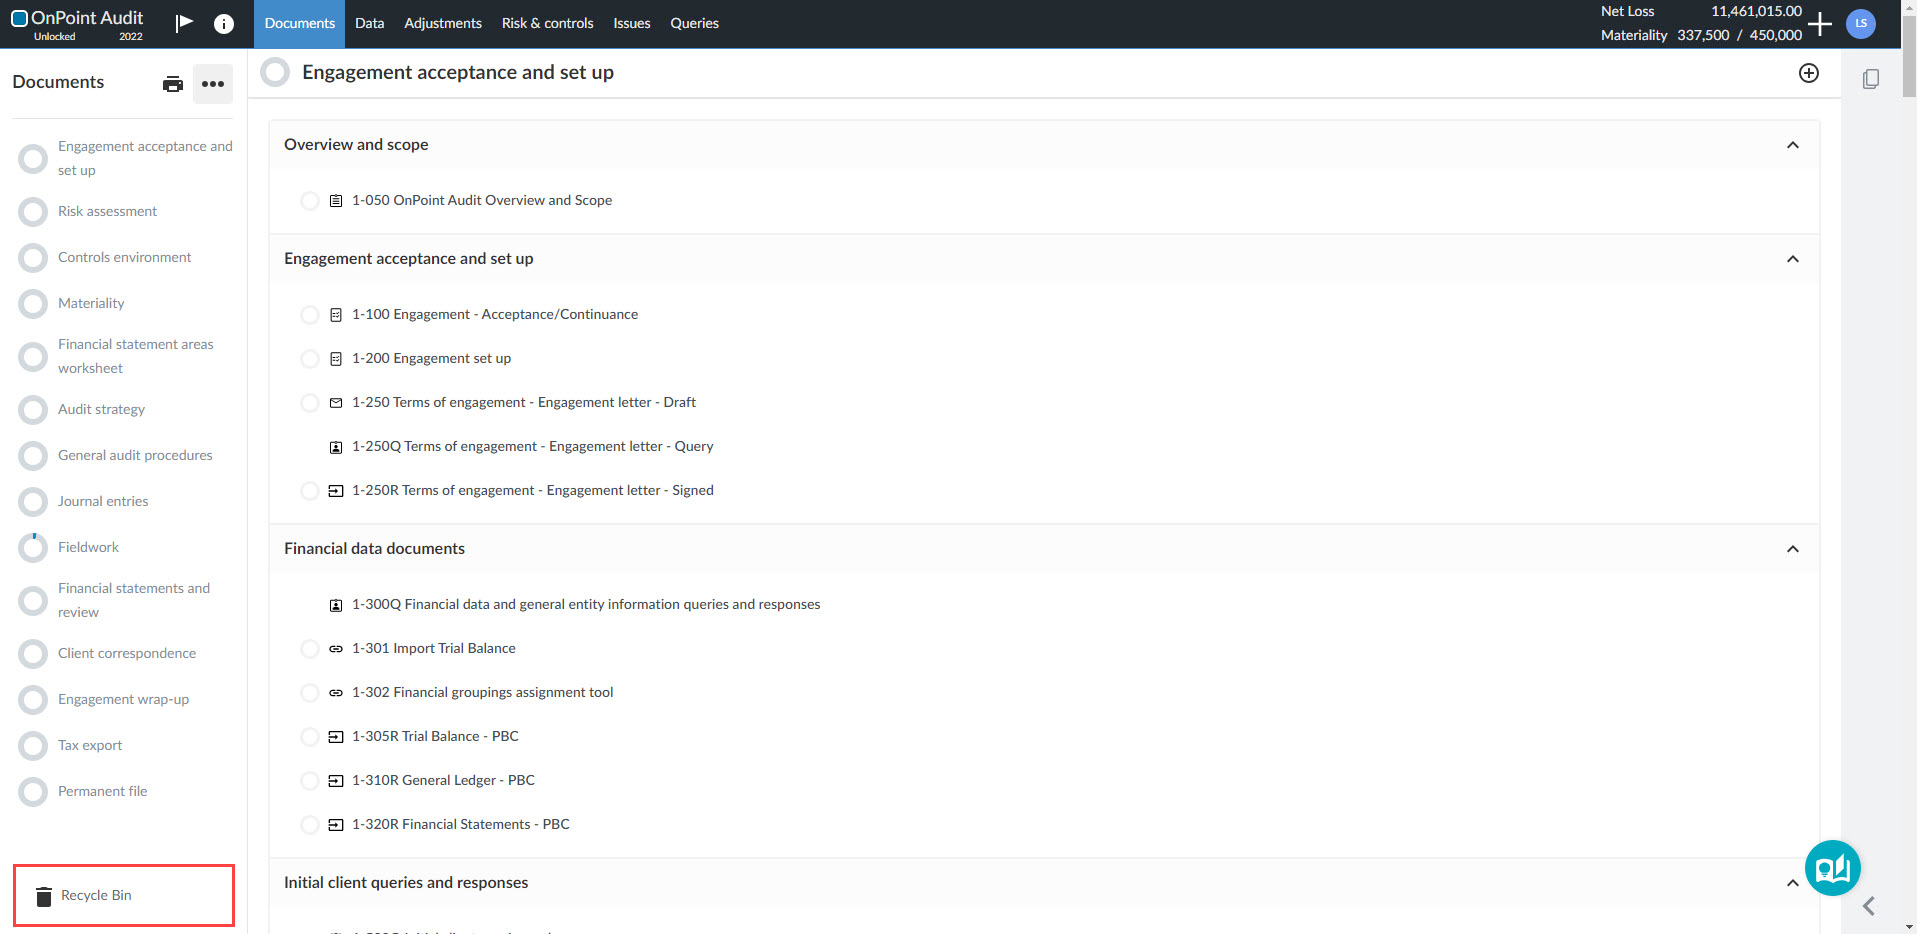 OnPoint Audit
Unlocked 2022
Documents Data Adjustments Risk & controls Issues Queries
Net Loss 11,461,015.00
Materiality 337,500 / 450,000
LS
Documents
Engagement acceptance and
set up
Risk assessment
Controls environment
Materiality
Financial statement areas
worksheet
Audit strategy
General audit procedures
Journal entries
Fieldwork
Financial statements and
review
Client correspondence
Engagement wrap-up
Tax export
Permanent file
Recycle Bin
Engagement acceptance and set up
Overview and scope
1-050 OnPoint Audit Overview and Scope
Engagement acceptance and set up
1-100 Engagement - Acceptance/Continuance
1-200 Engagement set up
1-250 Terms of engagement - Engagement letter - Draft
1-250Q Terms of engagement - Engagement letter - Query
1-250R Terms of engagement - Engagement letter - Signed
Financial data documents
1-300Q Financial data and general entity information queries and responses
1-301 Import Trial Balance
1-302 Financial groupings assignment tool
1-305R Trial Balance - PBC
1-310R General Ledger - PBC
1-320R Financial Statements - PBC
Initial client queries and responses